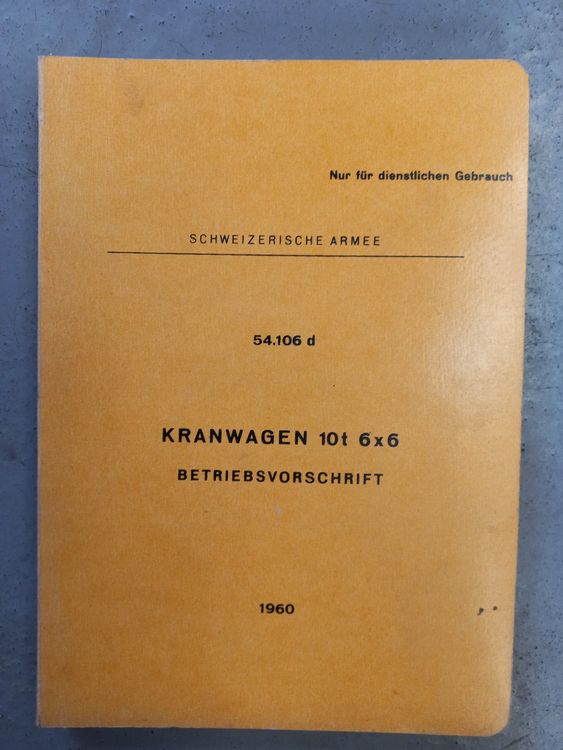 Nur für dienstlichen Gebrauch
SCHWEIZERISCHE ARMEE
54.106 d
KRANWAGEN 10t 6x6
BETRIEBSVORSCHRIFT
1960